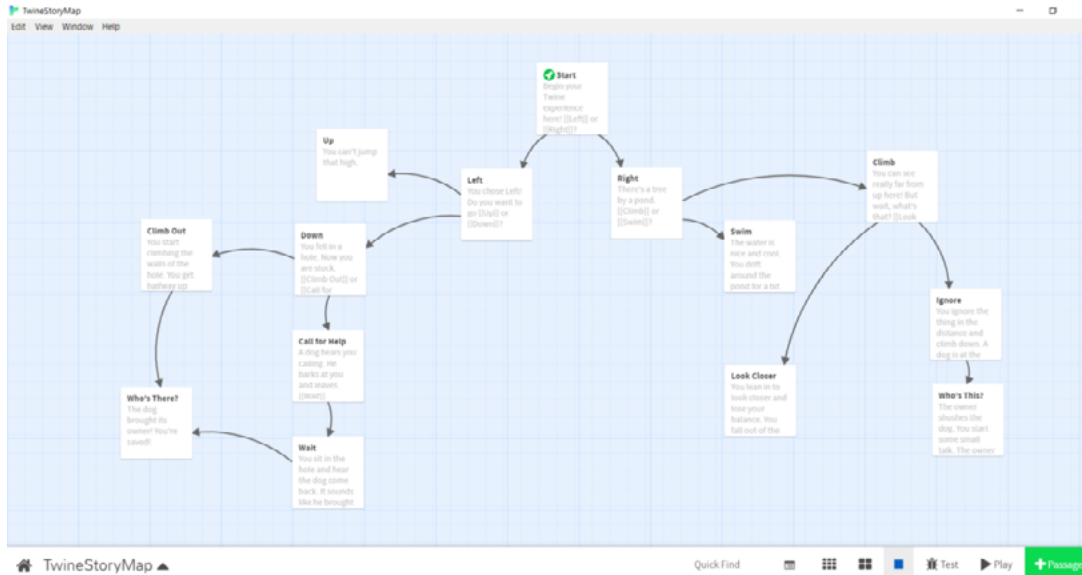 TwineStoryMap
Edit View Window Help
Start
Begin your
Twine
experience
here! [[Left]] or
[[Right]]?
Up
You can't jump
that high.
Left
You chose Left!
Do you want to
go [[Up]] or
[[Down]]?
Right
There's a tree
by a pond.
[[Climb]] or
[[Swim]]?
Climb
You can see
really far from
up here! But
wait, what's
that? [[Look
Climb Out
You start
climbing the
walls of the
hole. You get
halfway up
Down
You fell in a
hole. Now you
are stuck.
[[Climb Out]] or
[[Call for
Swim
The water is
nice and cool.
You drift
around the
pond for a bit
Ignore
You ignore the
thing in the
distance and
climb down. A
dog is at the
Call for Help
A dog hears you
calling. He
barks at you
and leaves
[[Wait]]
Look Closer
You lean in to
look closer and
lose your
balance. You
fall out of the
Who's There?
The dog
brought its
owner! You're
saved!
Who's This?
The owner
shushes the
dog. You start
some small
talk. The owner
Wait
You sit in the
hole and hear
the dog come
back. It sounds
like he brought
TwineStoryMap
Quick Find
Test
Play
+Passage